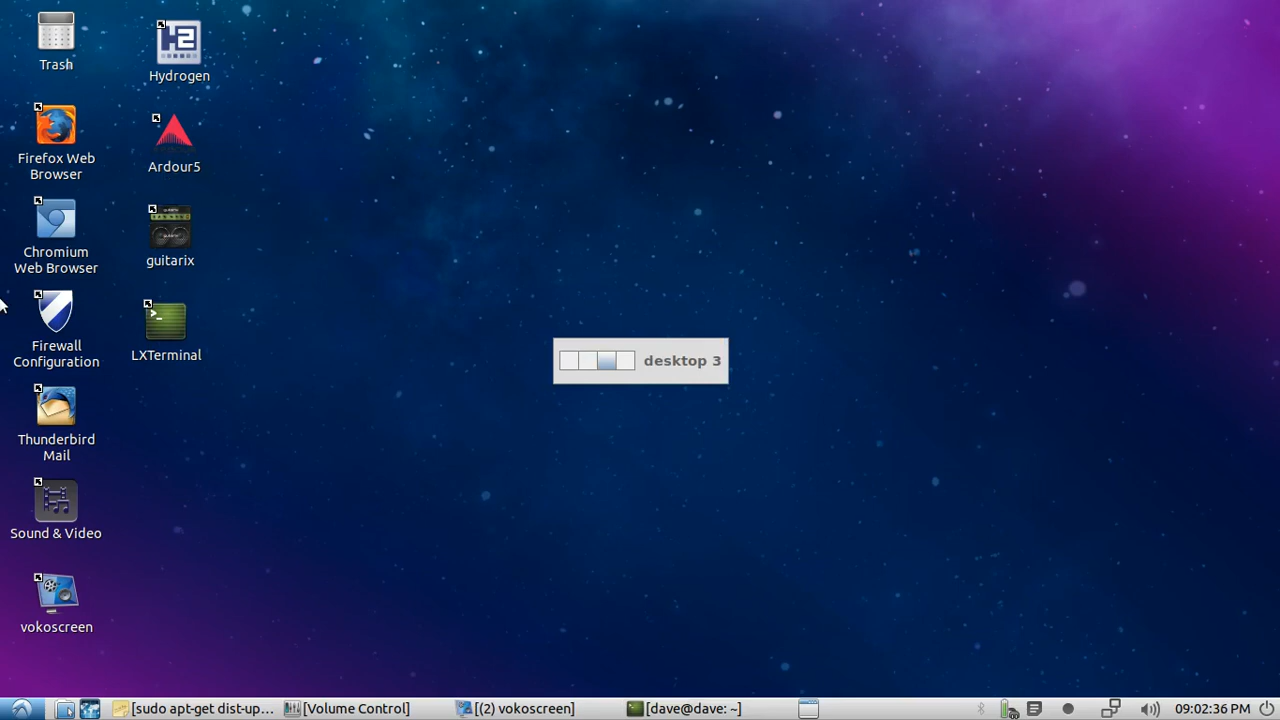 Trash
Hydrogen
Firefox Web
Browser
Ardour5
Chromium
Web Browser
guitarix
Firewall
Configuration
LXTerminal
desktop 3
Thunderbird
Mail
Sound & Video
vokoscreen
[sudo apt-get dist-up... [Volume Control] [(2) vokoscreen] [dave@dave: ~] 09:02:36 PM